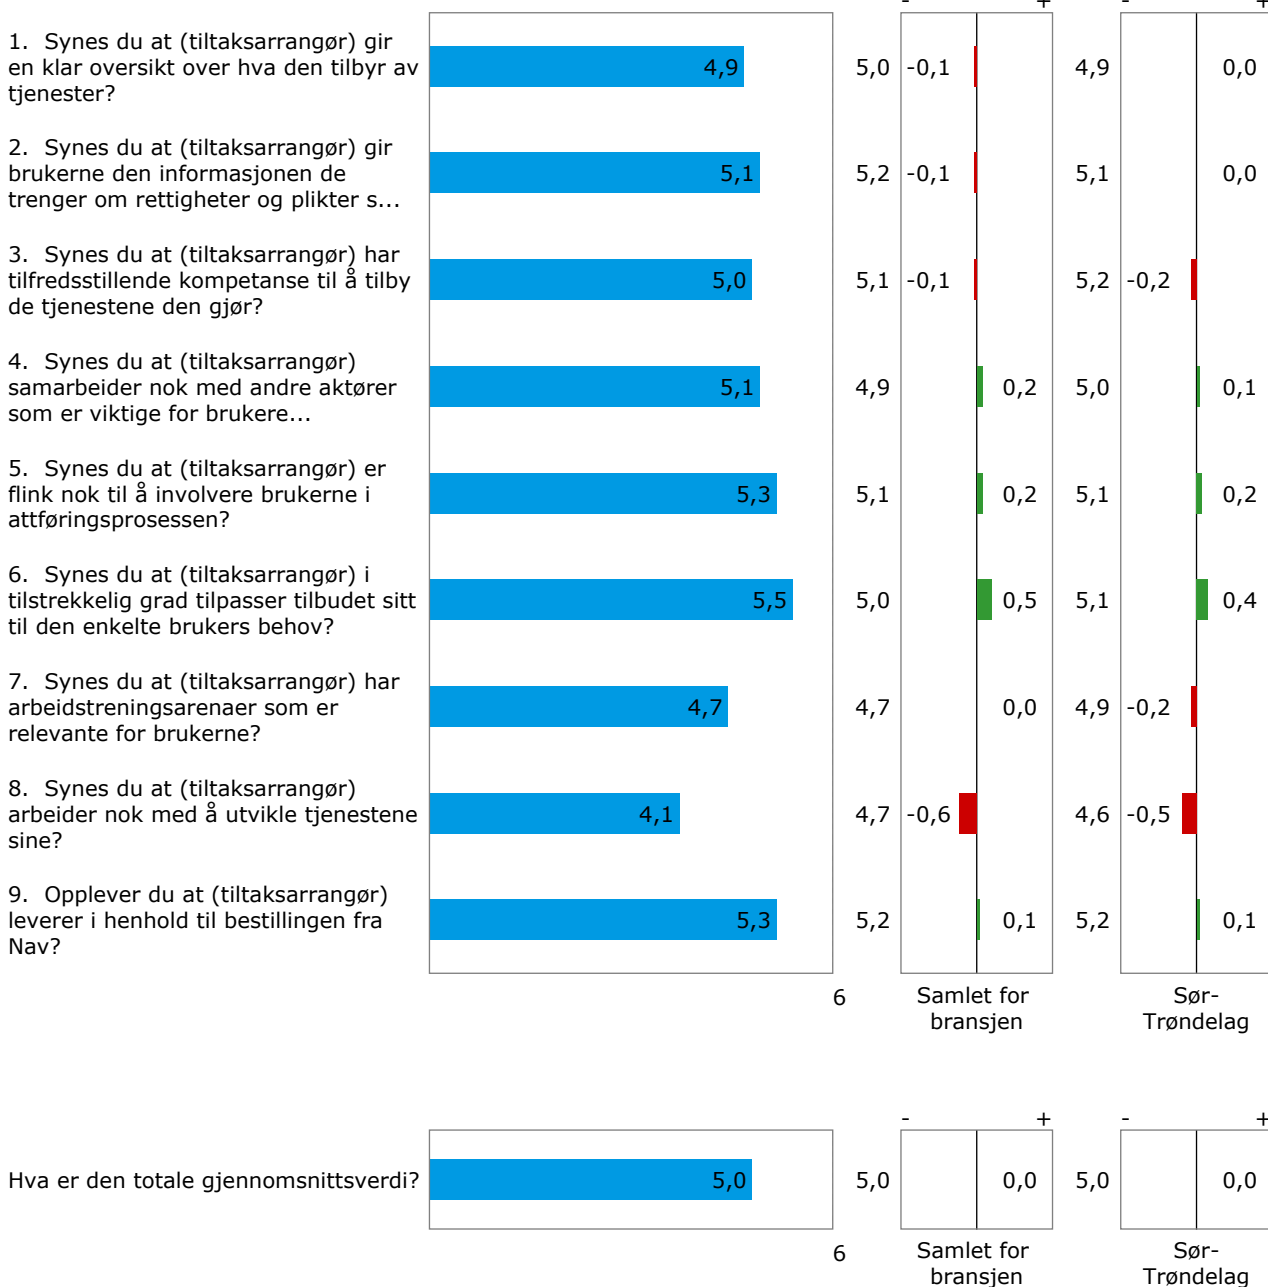 - + - +
1. Synes du at (tiltaksarrangør) gir
en klar oversikt over hva den tilbyr av
tjenester?
4,9 5,0 -0,1 4,9 0,0
2. Synes du at (tiltaksarrangør) gir
brukerne den informasjonen de
trenger om rettigheter og plikter s...
5,1 5,2 -0,1 5,1 0,0
3. Synes du at (tiltaksarrangør) har
tilfredsstillende kompetanse til å tilby
de tjenestene den gjør?
5,0 5,1 -0,1 5,2 -0,2
4. Synes du at (tiltaksarrangør)
samarbeider nok med andre aktører
som er viktige for brukere...
5,1 4,9 0,2 5,0 0,1
5. Synes du at (tiltaksarrangør) er
flink nok til å involvere brukerne i
attføringsprosessen?
5,3 5,1 0,2 5,1 0,2
6. Synes du at (tiltaksarrangør) i
tilstrekkelig grad tilpasser tilbudet sitt
til den enkelte brukers behov?
5,5 5,0 0,5 5,1 0,4
7. Synes du at (tiltaksarrangør) har
arbeidstreningsarenaer som er
relevante for brukerne?
4,7 4,7 0,0 4,9 -0,2
8. Synes du at (tiltaksarrangør)
arbeider nok med å utvikle tjenestene
sine?
4,1 4,7 -0,6 4,6 -0,5
9. Opplever du at (tiltaksarrangør)
leverer i henhold til bestillingen fra
Nav?
5,3 5,2 0,1 5,2 0,1
6
Samlet for
bransjen
Sør-
Trøndelag
- + - +
Hva er den totale gjennomsnittsverdi? 5,0 5,0 0,0 5,0 0,0
6
Samlet for
bransjen
Sør-
Trøndelag